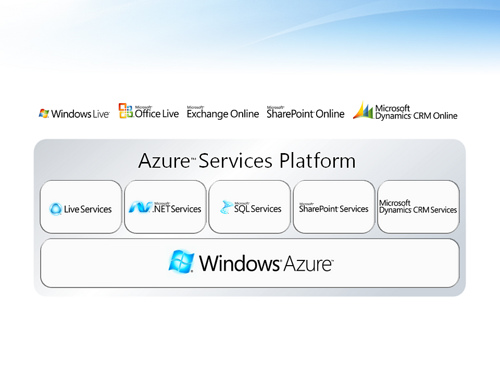 Windows Live™
Microsoft®
Office Live
Microsoft®
Exchange Online
Microsoft®
SharePoint Online
Microsoft
Dynamics CRM Online
Azure™ Services Platform
Live Services
Microsoft®
.NET Services
Microsoft®
SQL Services
Microsoft®
SharePoint Services
Microsoft
Dynamics CRM Services
Windows® Azure™